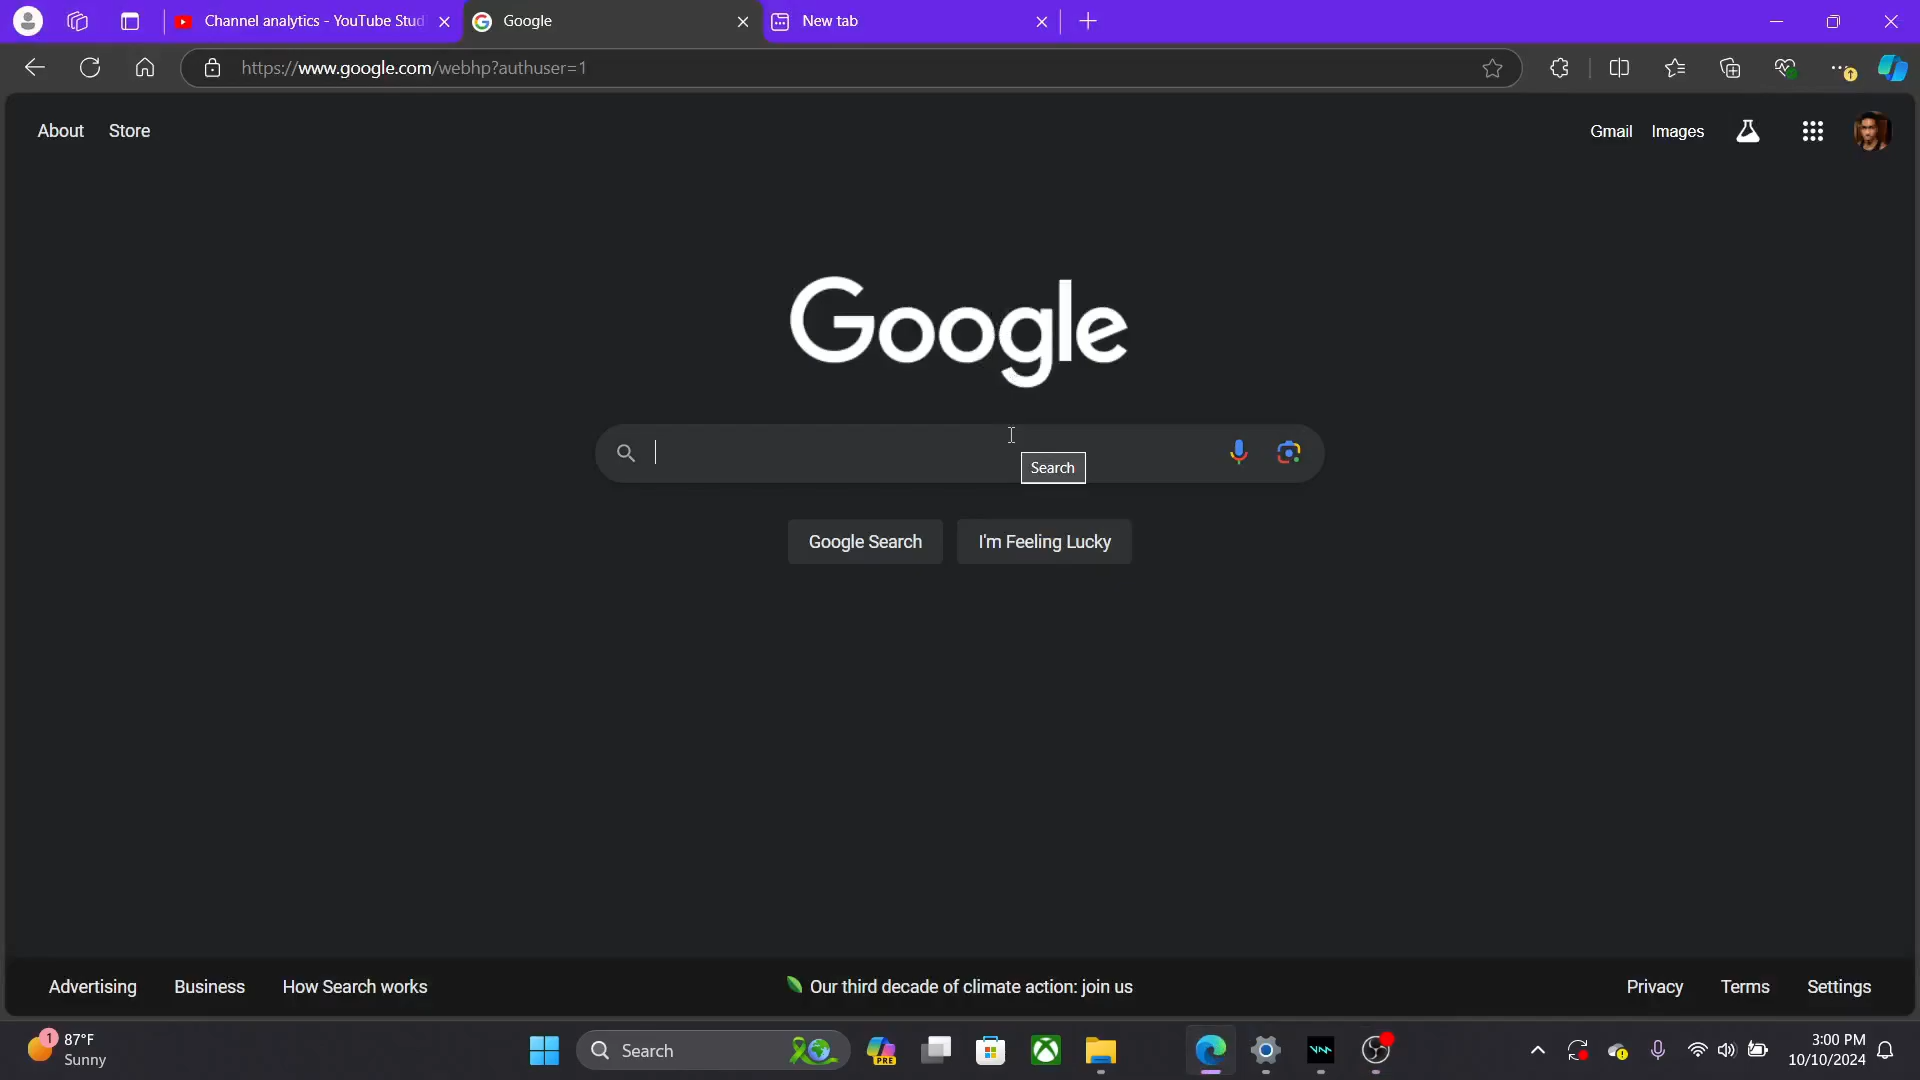 Channel analytics - YouTube Stud
Google
New tab
https://www.google.com/webhp?authuser=1
About
Store
Gmail
Images
Google
Search
Google Search
I'm Feeling Lucky
Advertising
Business
How Search works
Our third decade of climate action: join us
Privacy
Terms
Settings
1
87°F
Sunny
Search
PRE
3:00 PM
10/10/2024